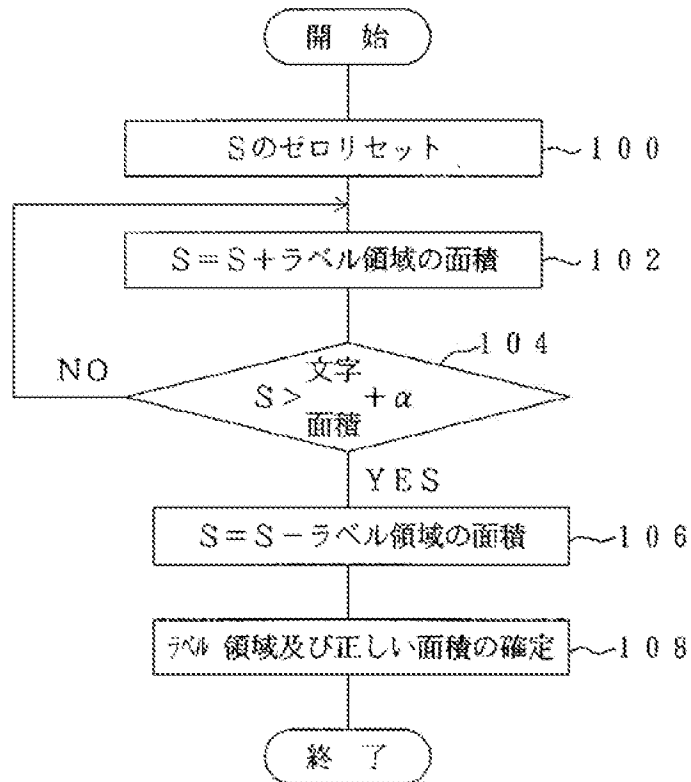 開 始
Sのゼロリセット
100
S=S+ラベル領域の面積
102
104
NO
文字
S> +α
面積
YES
S=S-ラベル領域の面積
106
ラベル 領域及び正しい面積の確定
108
終 了